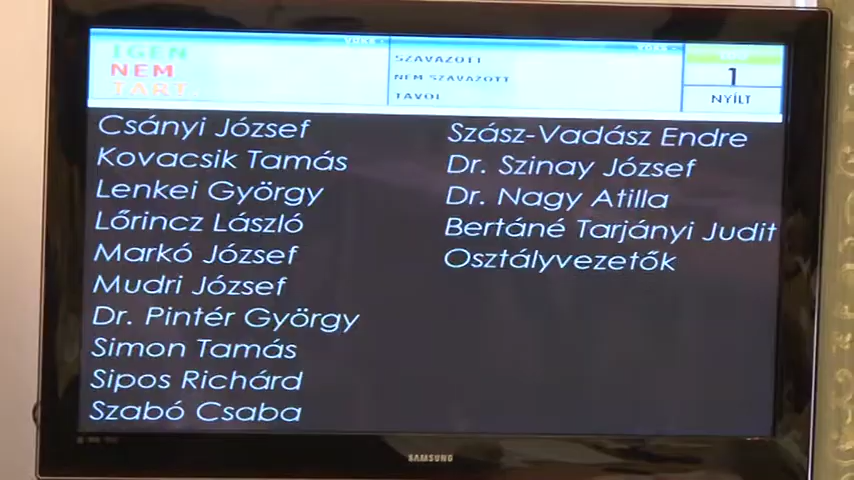 IGEN
NEM
TART.
SZAVAZOTT
NEM SZAVAZOTT
TÁVOL
1
NYÍLT
Csányi József
Kovacsik Tamás
Lenkei György
Lőrincz László
Markó József
Mudri József
Dr. Pintér György
Simon Tamás
Sipos Richárd
Szabó Csaba
Szász-Vadász Endre
Dr. Szinay József
Dr. Nagy Atilla
Bertáné Tarjányi Judit
Osztályvezetők
SAMSUNG